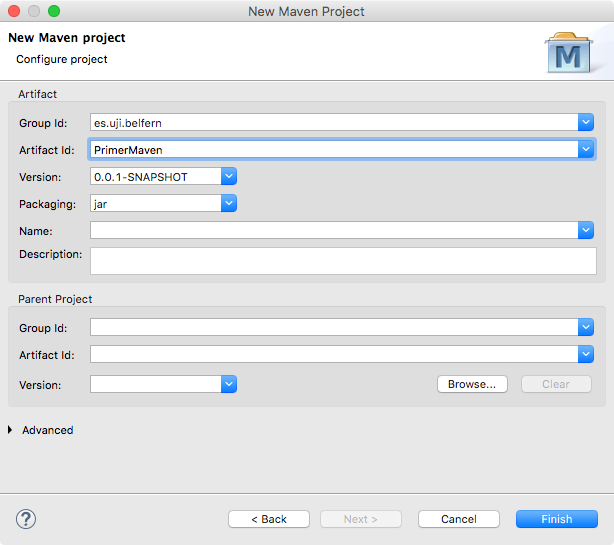 New Maven Project
New Maven project
Configure project
M
Artifact
Group Id: es.uji.belfern
Artifact Id: PrimerMaven
Version: 0.0.1-SNAPSHOT
Packaging: jar
Name:
Description:
Parent Project
Group Id:
Artifact Id:
Version: Browse... Clear
Advanced
? < Back Next > Cancel Finish